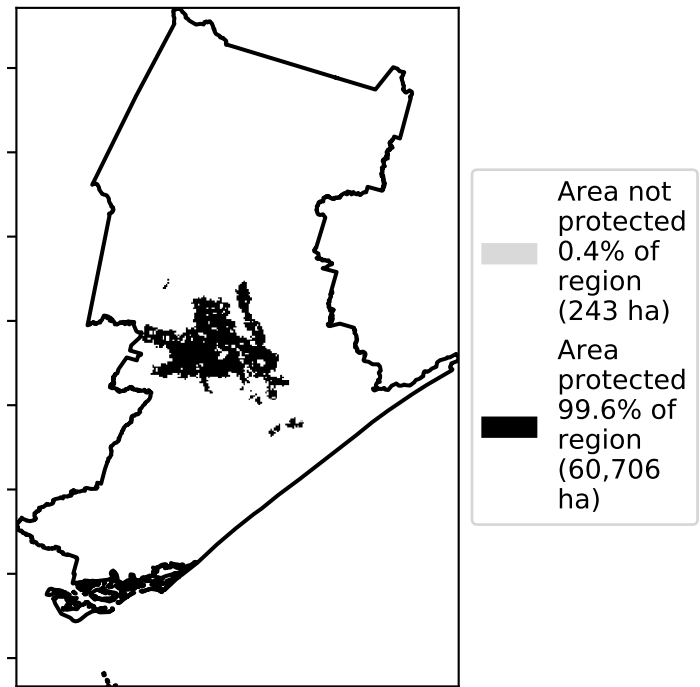 Area not
protected
0.4% of
region
(243 ha)
Area
protected
99.6% of
region
(60,706
ha)